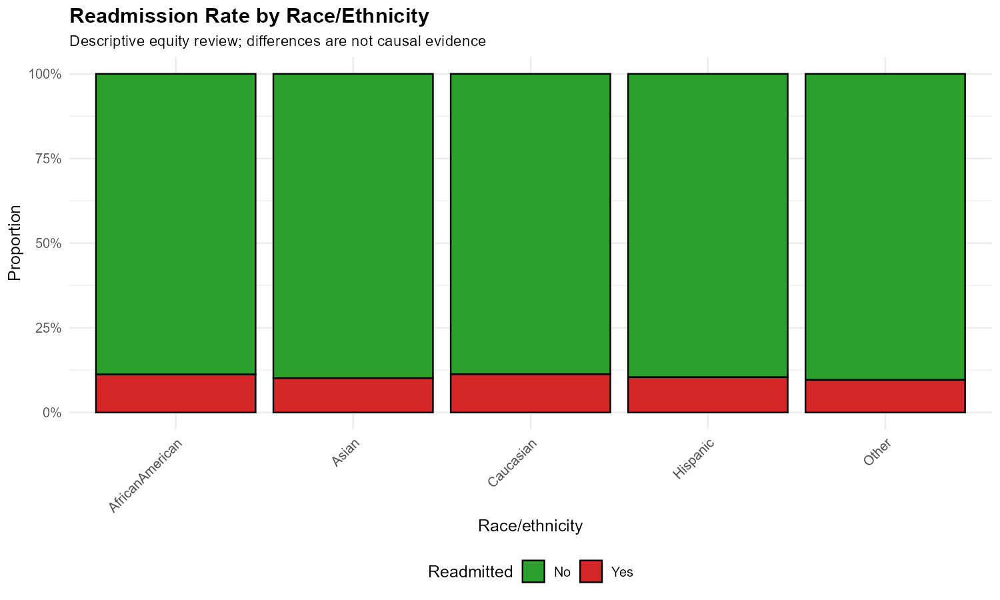 Readmission Rate by Race/Ethnicity
Descriptive equity review; differences are not causal evidence
Proportion
100%
75%
50%
25%
0%
AfricanAmerican
Asian
Caucasian
Hispanic
Other
Race/ethnicity
Readmitted No Yes